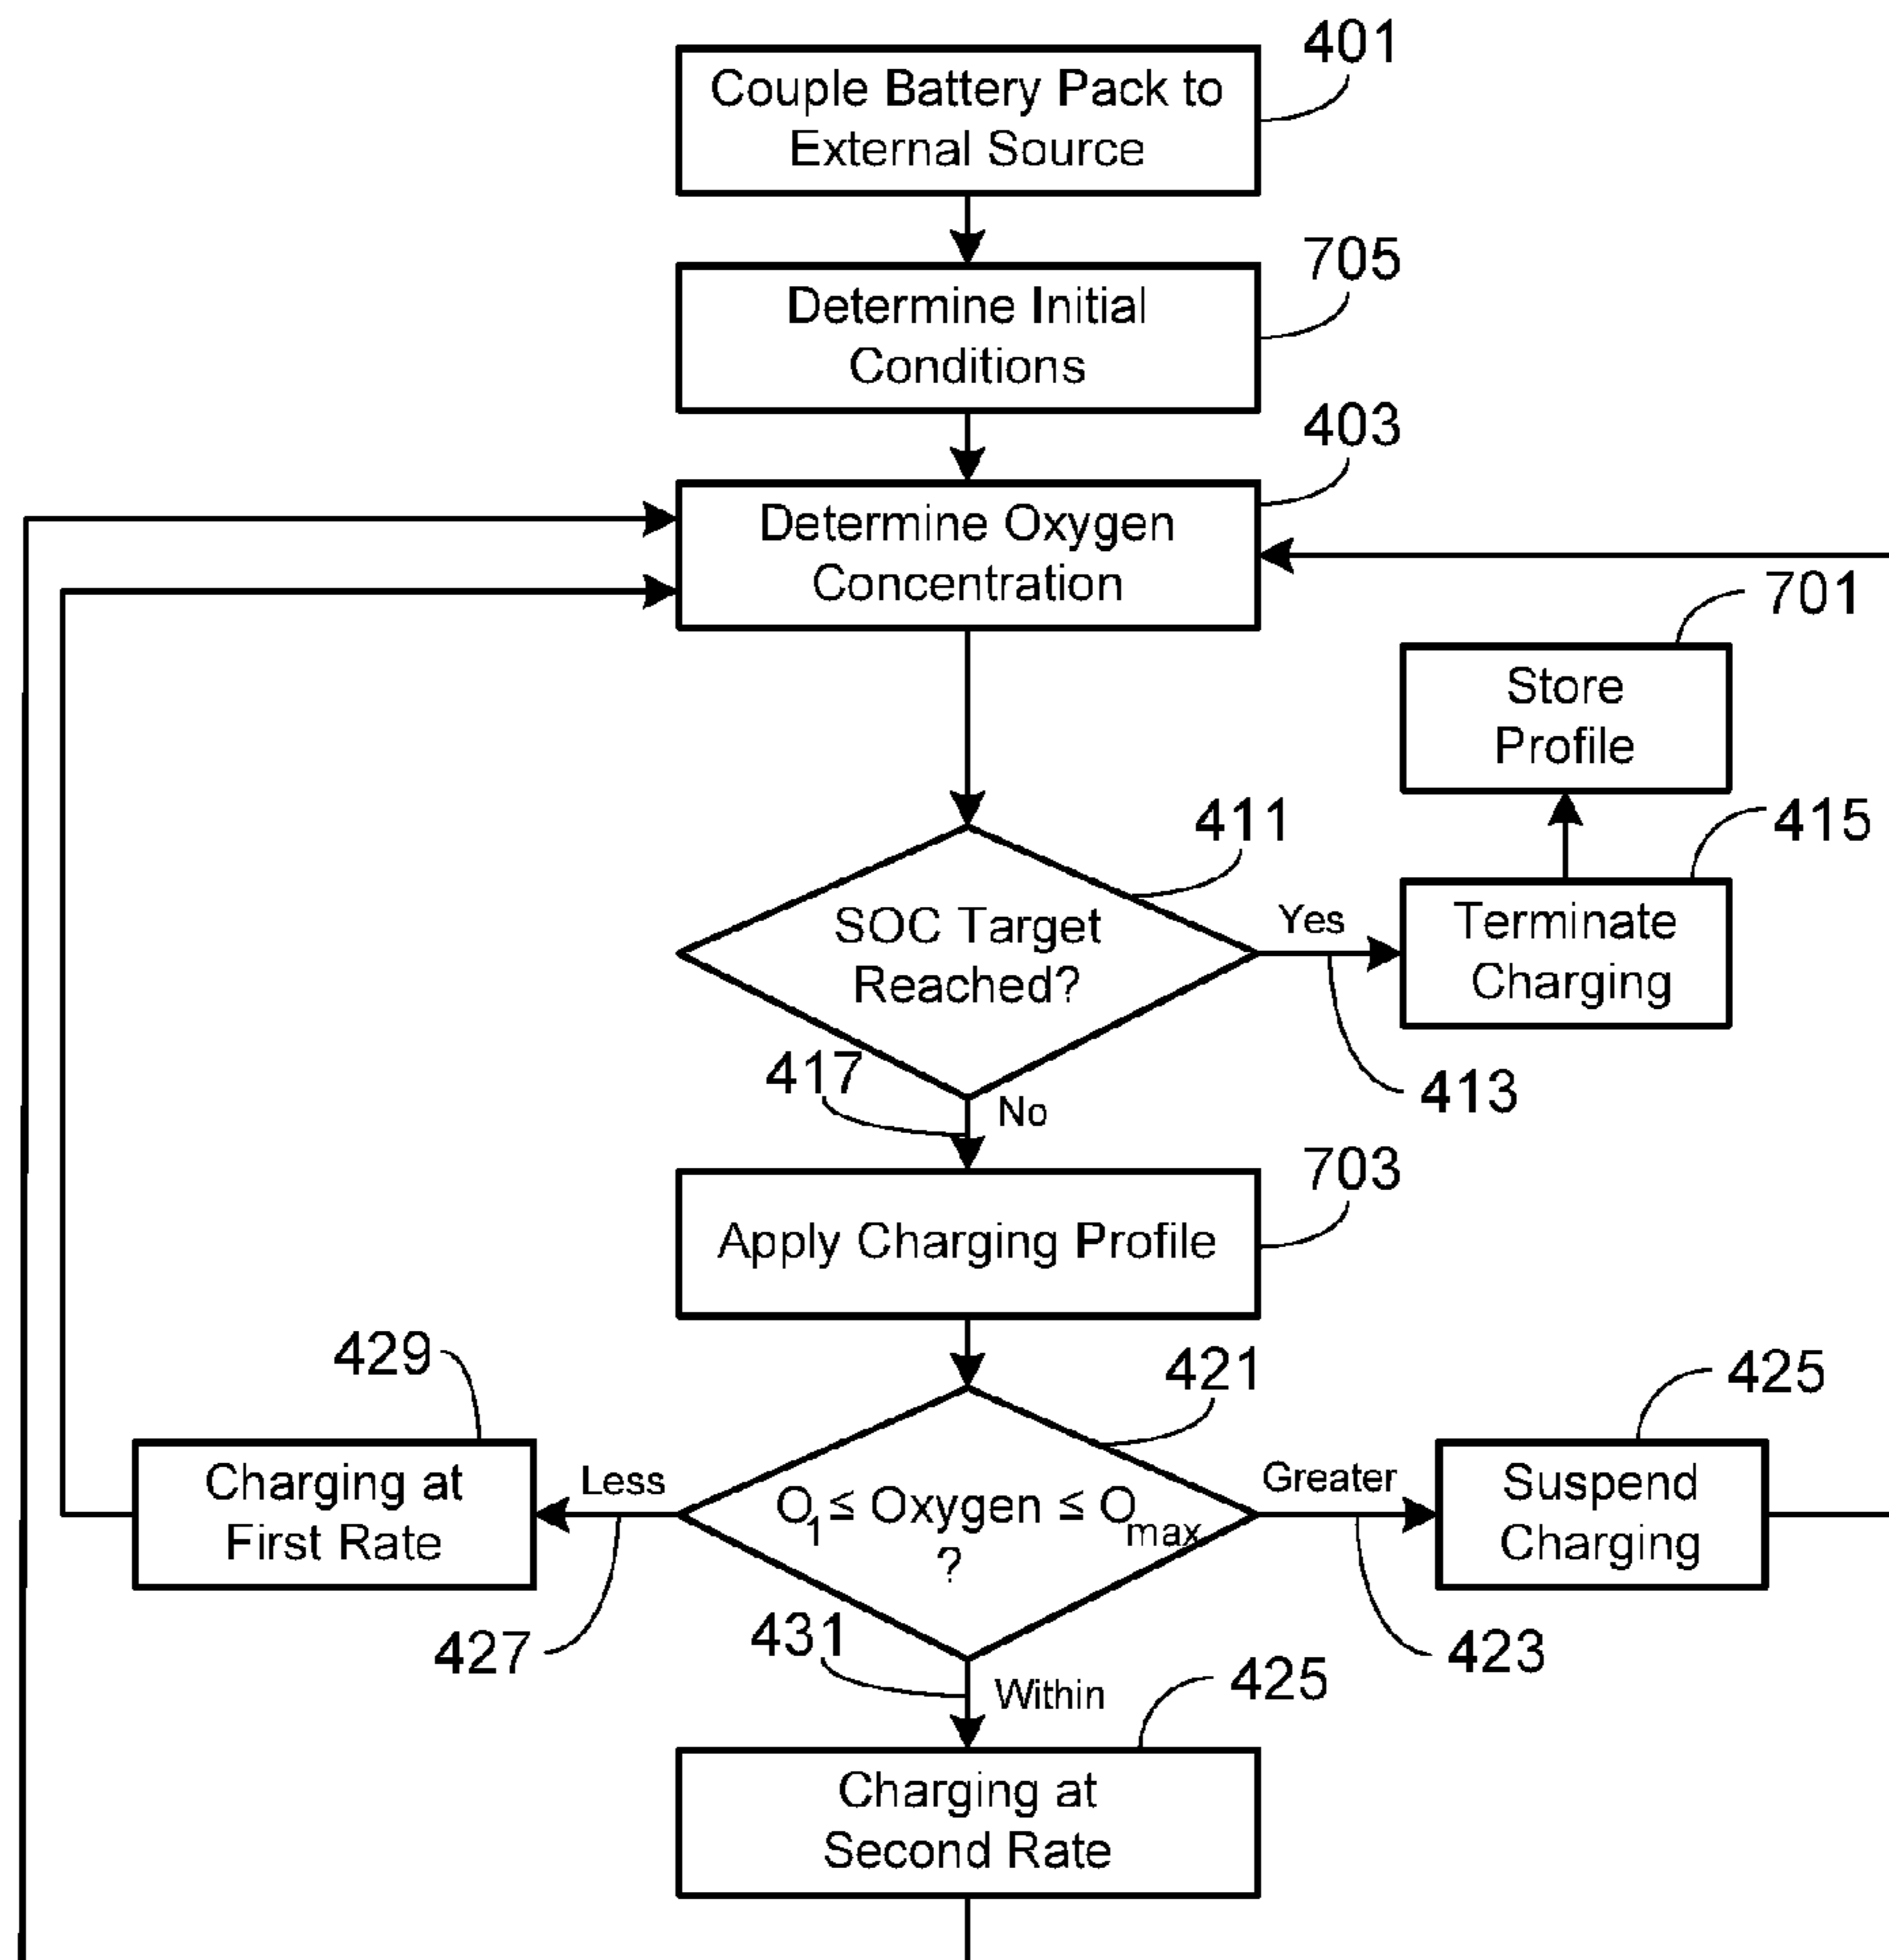 401
Couple Battery Pack to
External Source
705
Determine Initial
Conditions
403
Determine Oxygen
Concentration
701
Store
Profile
411
415
SOC Target
Reached?
Yes
Terminate
Charging
413
417
No
703
Apply Charging Profile
429
421
425
Charging at
First Rate
Less
O1 ≤ Oxygen ≤ Omax
?
Greater
Suspend
Charging
427
431
423
Within
425
Charging at
Second Rate